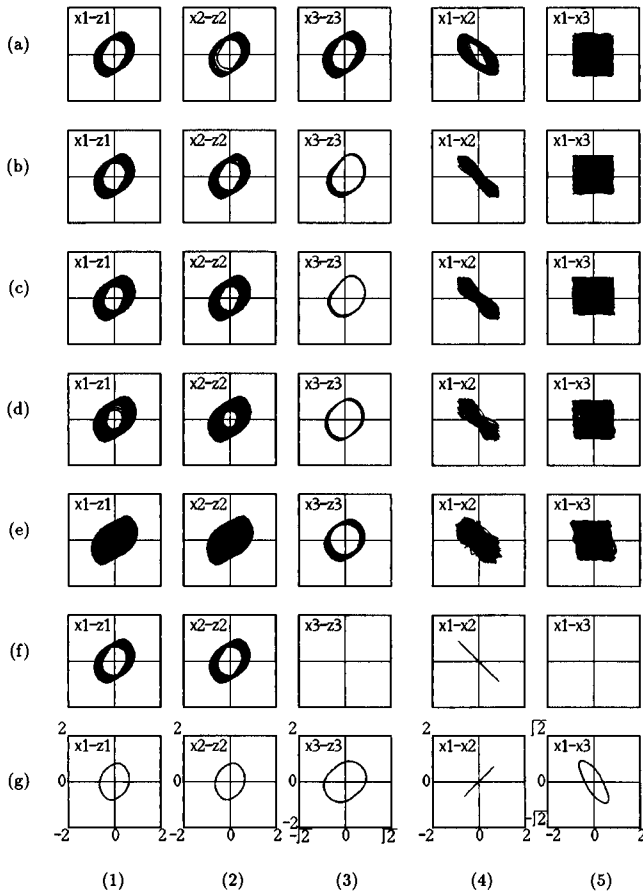 (a) x1-z1 x2-z2 x3-z3 x1-x2 x1-x3
(b) x1-z1 x2-z2 x3-z3 x1-x2 x1-x3
(c) x1-z1 x2-z2 x3-z3 x1-x2 x1-x3
(d) x1-z1 x2-z2 x3-z3 x1-x2 x1-x3
(e) x1-z1 x2-z2 x3-z3 x1-x2 x1-x3
(f) x1-z1 x2-z2 x3-z3 x1-x2 x1-x3
2 2 2 √2
(g) x1-z1 x2-z2 x3-z3 x1-x2 x1-x3
0 0 0 0
-2 -√2
-2 0 2 -2 0 2 -√2 0 √2 -2 0 2 -2 0 2
(1) (2) (3) (4) (5)